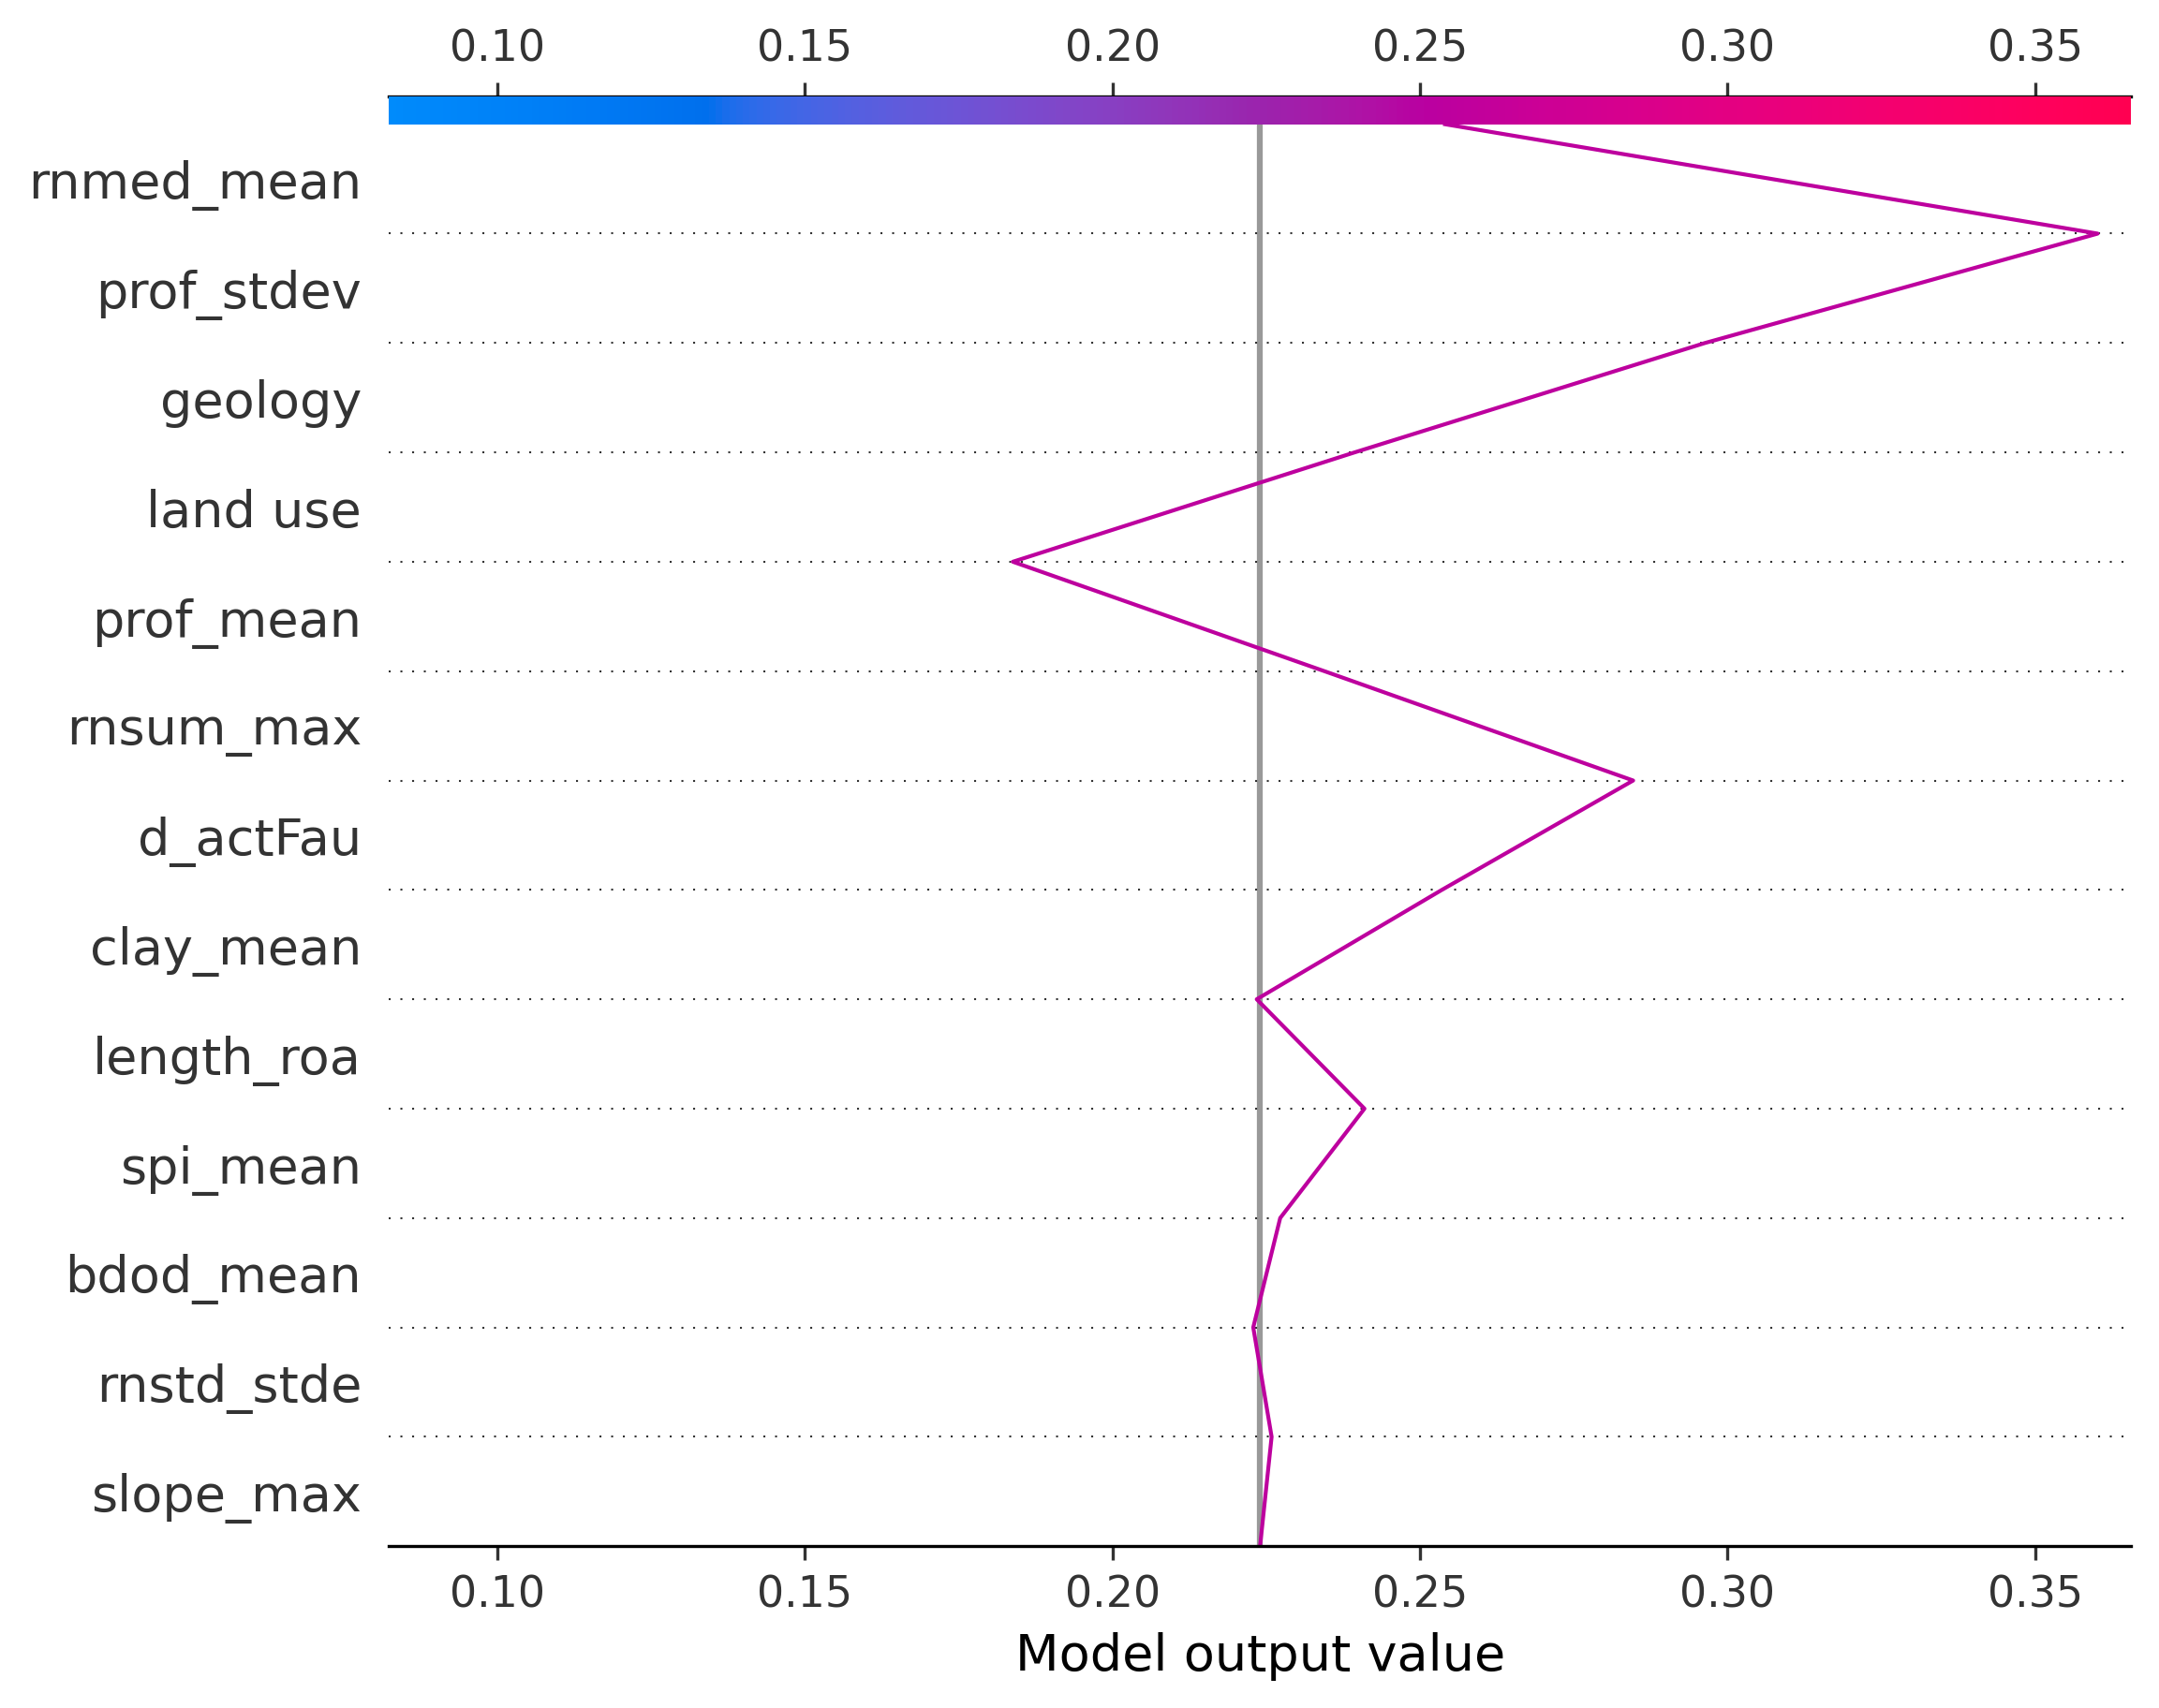 0.10 0.15 0.20 0.25 0.30 0.35
rnmed_mean
prof_stdev
geology
land use
prof_mean
rnsum_max
d_actFau
clay_mean
length_roa
spi_mean
bdod_mean
rnstd_stde
slope_max
0.10 0.15 0.20 0.25 0.30 0.35
Model output value